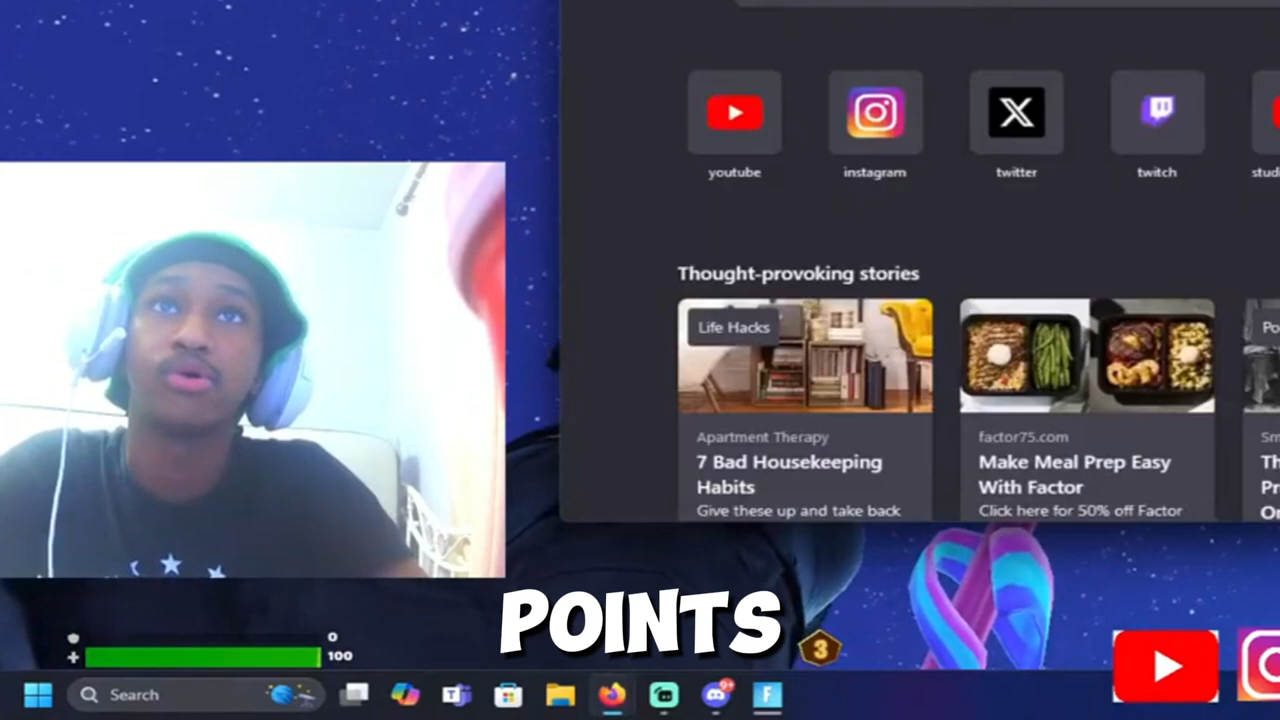 youtube
instagram
twitter
twitch
Thought-provoking stories
Life Hacks
Apartment Therapy
7 Bad Housekeeping
Habits
Give these up and take back
factor75.com
Make Meal Prep Easy
With Factor
Click here for 50% off Factor
POINTS
0
100
3
Search
9+